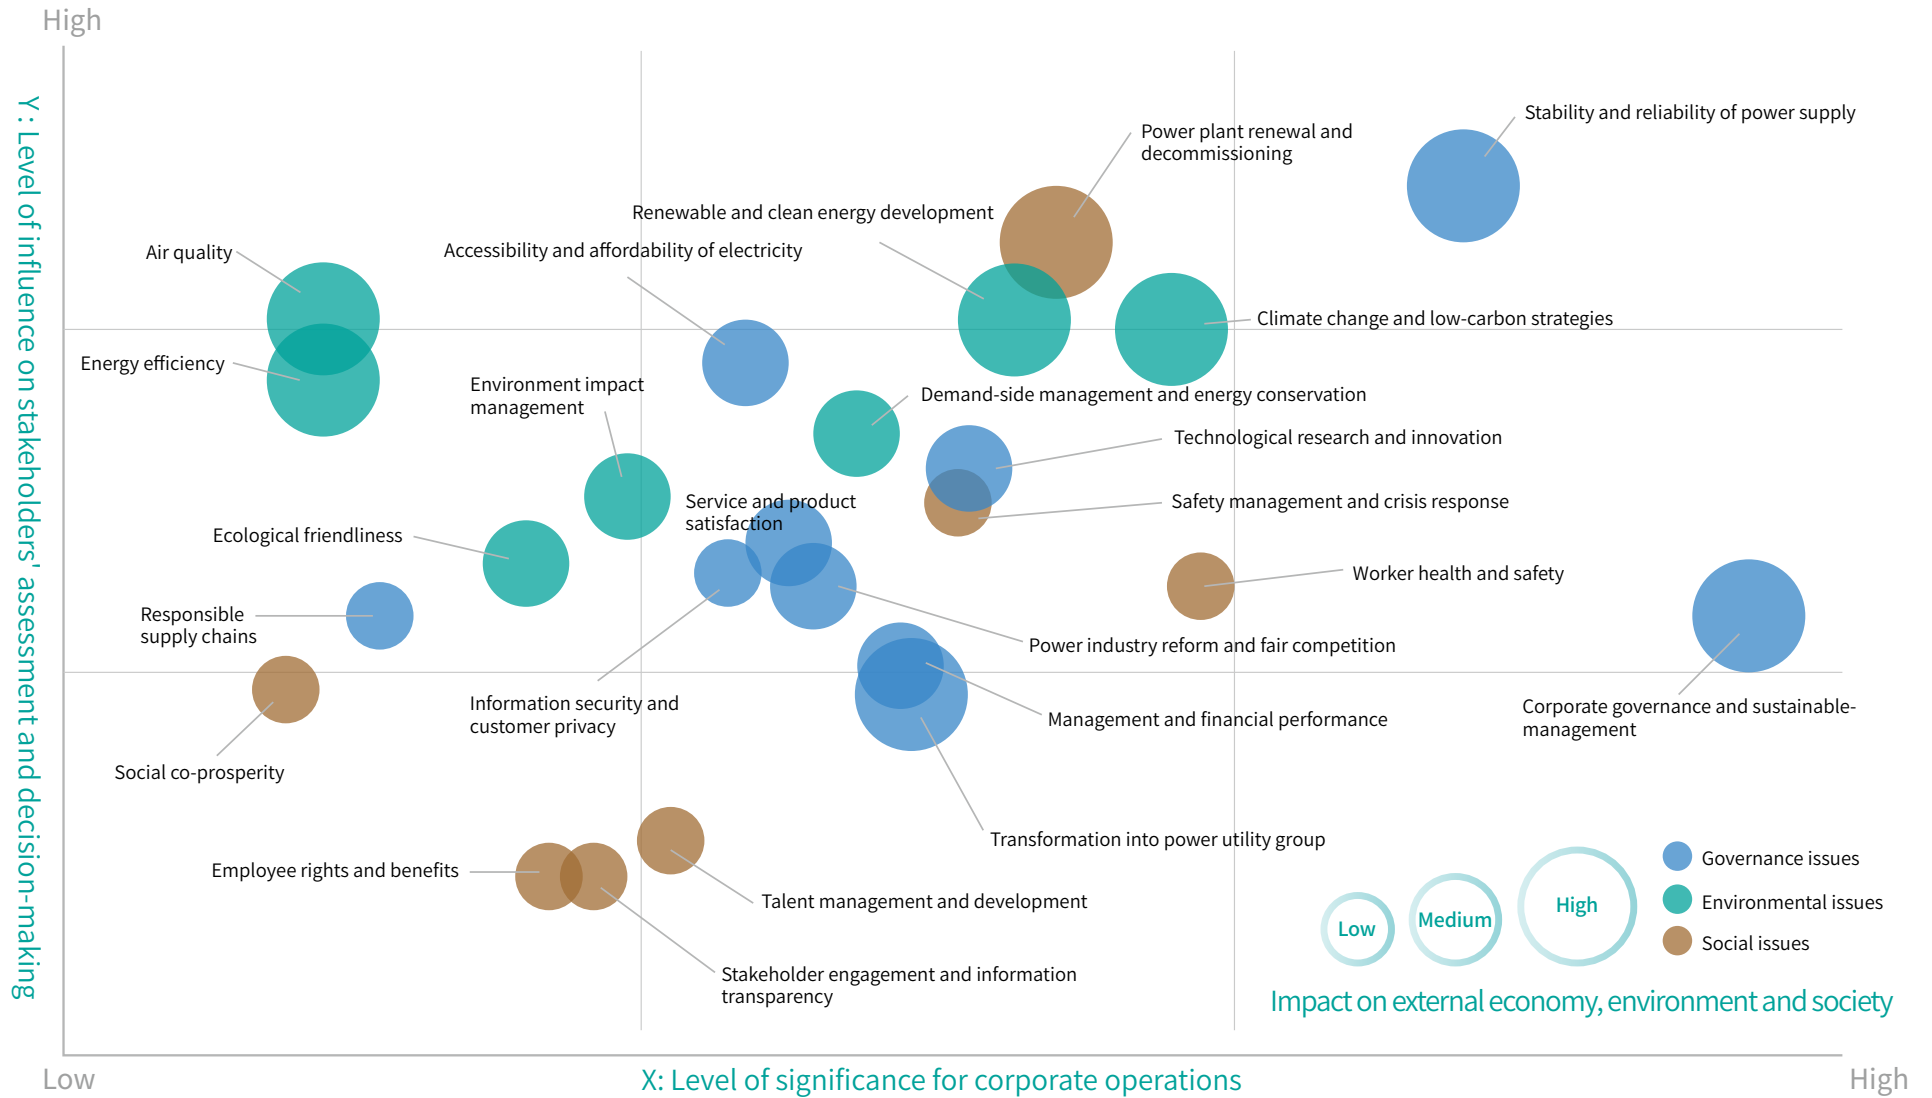 High
Y : Level of influence on stakeholders' assessment and decision-making
Stability and reliability of power supply
Power plant renewal and
decommissioning
Renewable and clean energy development
Accessibility and affordability of electricity
Air quality
Climate change and low-carbon strategies
Energy efficiency
Environment impact
management
Demand-side management and energy conservation
Technological research and innovation
Service and product
satisfaction
Safety management and crisis response
Ecological friendliness
Worker health and safety
Responsible
supply chains
Power industry reform and fair competition
Information security and
customer privacy
Management and financial performance
Corporate governance and sustainable-
management
Social co-prosperity
Transformation into power utility group
Employee rights and benefits
Talent management and development
Stakeholder engagement and information
transparency
Low
Medium
High
Governance issues
Environmental issues
Social issues
Impact on external economy, environment and society
Low
X: Level of significance for corporate operations
High